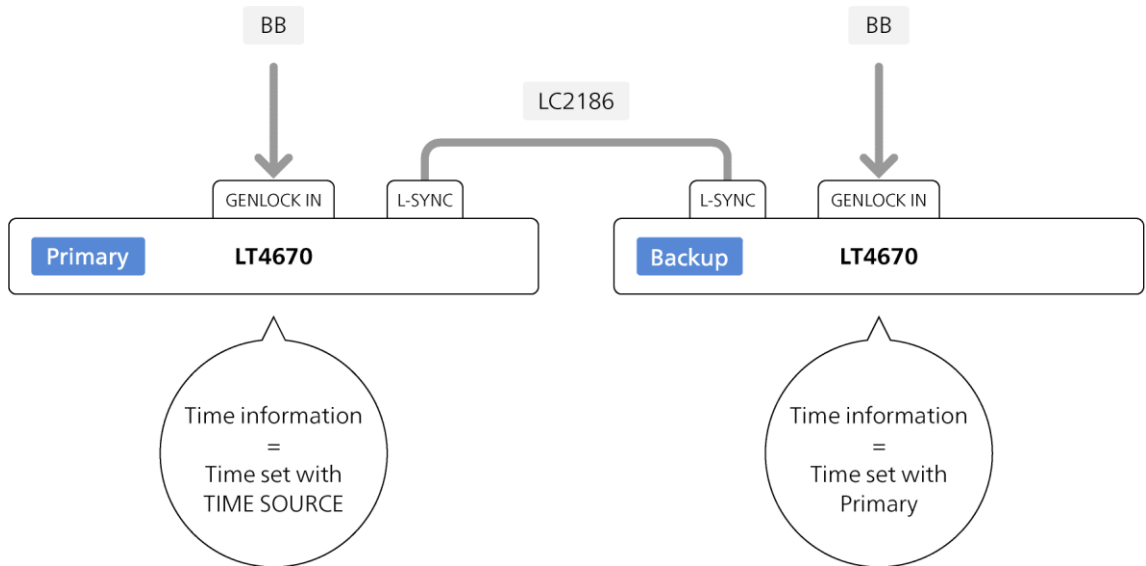 BB
BB
LC2186
GENLOCK IN
L-SYNC
L-SYNC
GENLOCK IN
Primary
LT4670
Backup
LT4670
Time information
=
Time set with
TIME SOURCE
Time information
=
Time set with
Primary